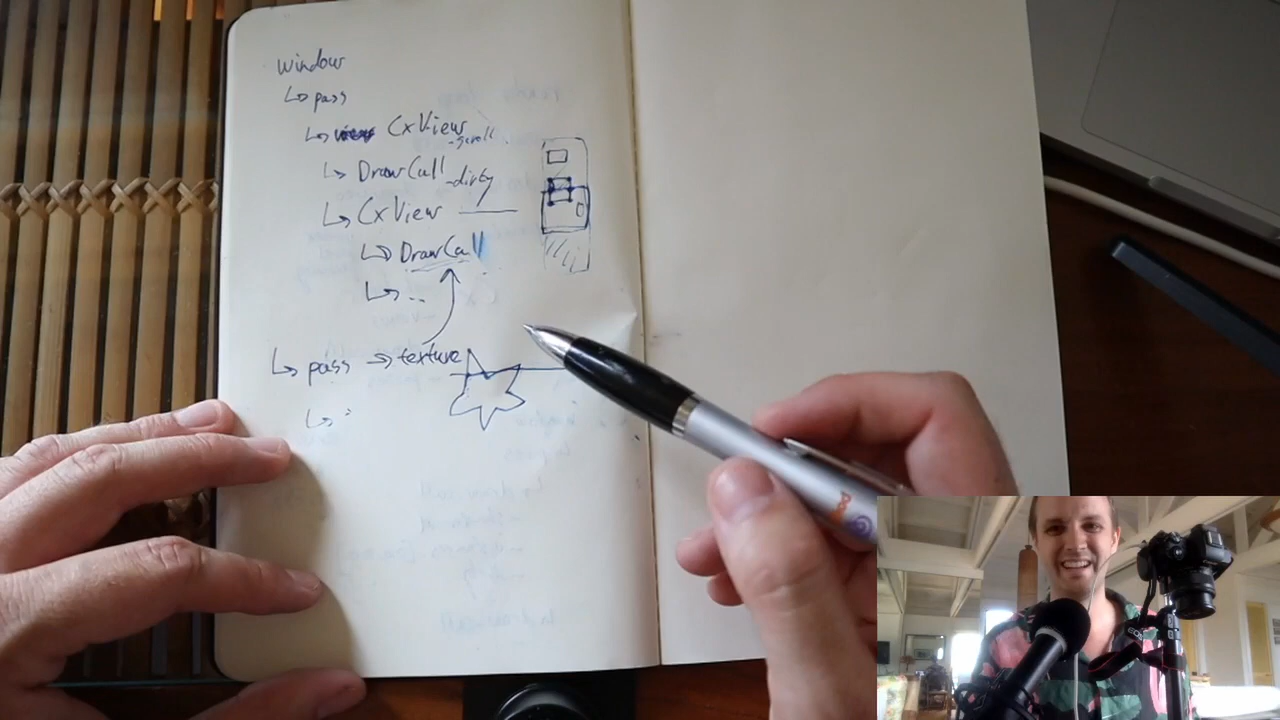 window
↳ pass
↳ CxView
- scroll
↳ DrawCall
- dirty
↳ CxView
↳ DrawCall
↳ ...
↳ pass → texture